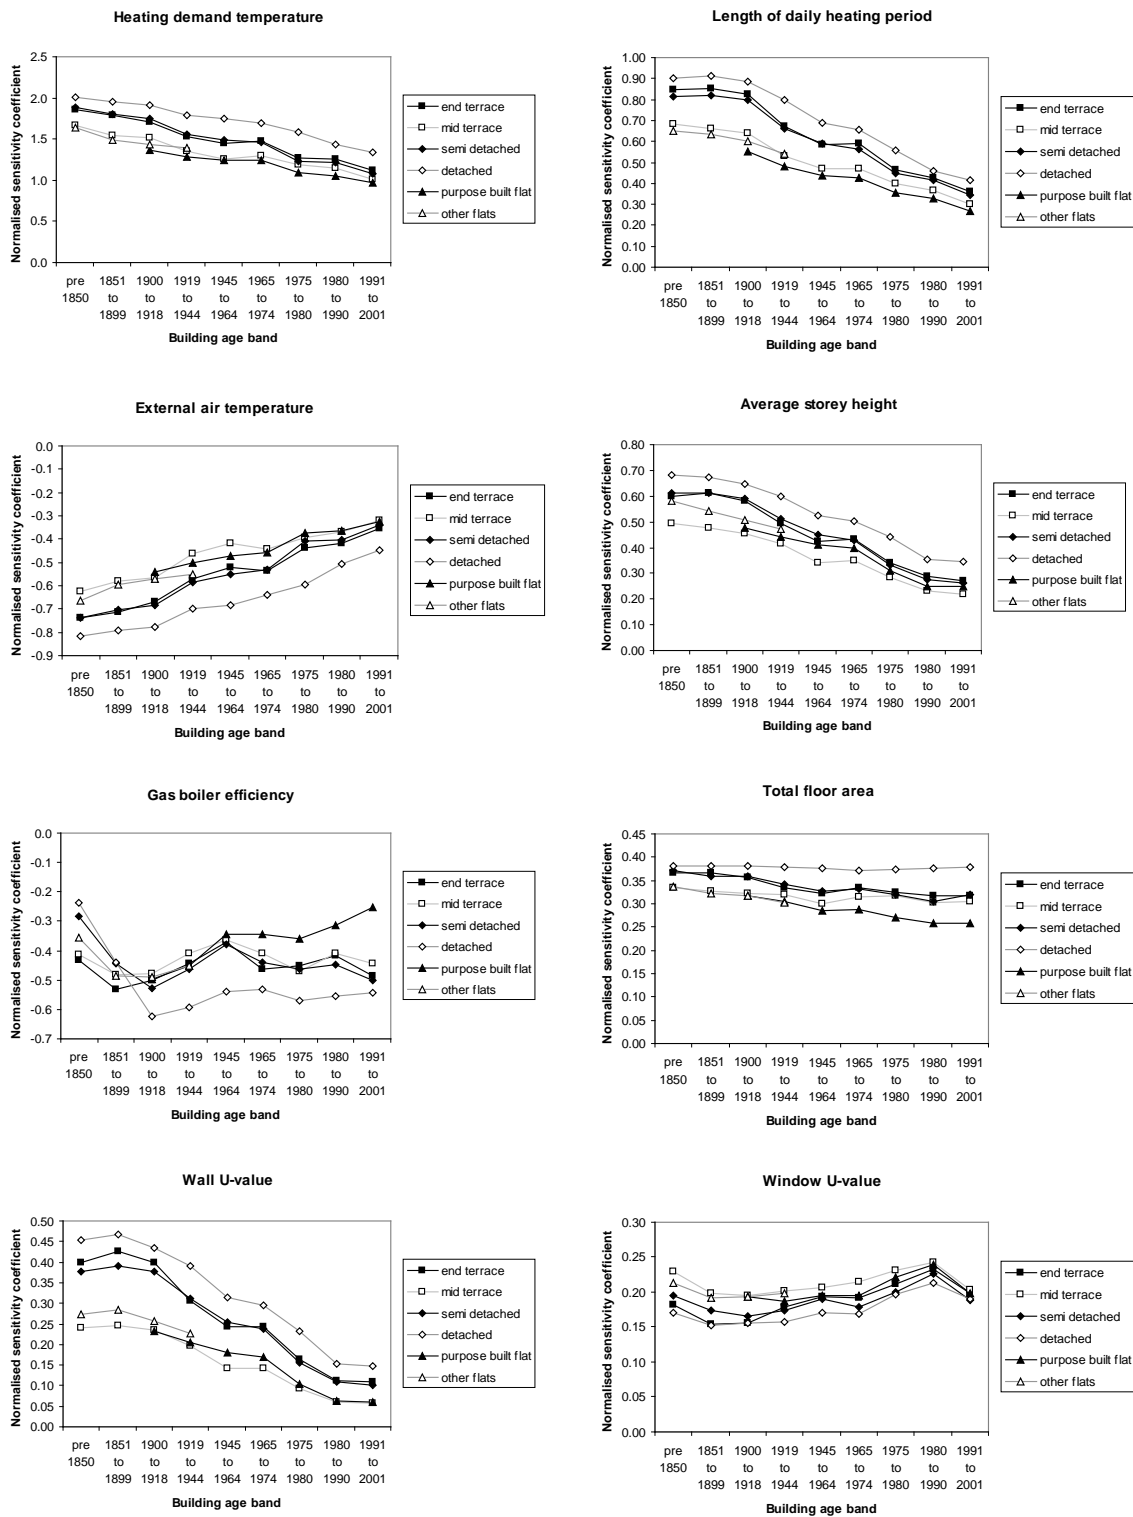 Heating demand temperature
Normalised sensitivity coefficient
2.5
2.0
1.5
1.0
0.5
0.0
pre 1850
1851 to 1899
1900 to 1918
1919 to 1944
1945 to 1964
1965 to 1974
1975 to 1980
1980 to 1990
1991 to 2001
Building age band
end terrace
mid terrace
semi detached
detached
purpose built flat
other flats
Length of daily heating period
Normalised sensitivity coefficient
1.00
0.90
0.80
0.70
0.60
0.50
0.40
0.30
0.20
0.10
0.00
pre 1850
1851 to 1899
1900 to 1918
1919 to 1944
1945 to 1964
1965 to 1974
1975 to 1980
1980 to 1990
1991 to 2001
Building age band
end terrace
mid terrace
semi detached
detached
purpose built flat
other flats
External air temperature
Normalised sensitivity coefficient
0.0
-0.1
-0.2
-0.3
-0.4
-0.5
-0.6
-0.7
-0.8
-0.9
pre 1850
1851 to 1899
1900 to 1918
1919 to 1944
1945 to 1964
1965 to 1974
1975 to 1980
1980 to 1990
1991 to 2001
Building age band
end terrace
mid terrace
semi detached
detached
purpose built flat
other flats
Average storey height
Normalised sensitivity coefficient
0.80
0.70
0.60
0.50
0.40
0.30
0.20
0.10
0.00
pre 1850
1851 to 1899
1900 to 1918
1919 to 1944
1945 to 1964
1965 to 1974
1975 to 1980
1980 to 1990
1991 to 2001
Building age band
end terrace
mid terrace
semi detached
detached
purpose built flat
other flats
Gas boiler efficiency
Normalised sensitivity coefficient
0.0
-0.1
-0.2
-0.3
-0.4
-0.5
-0.6
-0.7
pre 1850
1851 to 1899
1900 to 1918
1919 to 1944
1945 to 1964
1965 to 1974
1975 to 1980
1980 to 1990
1991 to 2001
Building age band
end terrace
mid terrace
semi detached
detached
purpose built flat
other flats
Total floor area
Normalised sensitivity coefficient
0.45
0.40
0.35
0.30
0.25
0.20
0.15
0.10
0.05
0.00
pre 1850
1851 to 1899
1900 to 1918
1919 to 1944
1945 to 1964
1965 to 1974
1975 to 1980
1980 to 1990
1991 to 2001
Building age band
end terrace
mid terrace
semi detached
detached
purpose built flat
other flats
Wall U-value
Normalised sensitivity coefficient
0.50
0.45
0.40
0.35
0.30
0.25
0.20
0.15
0.10
0.05
0.00
pre 1850
1851 to 1899
1900 to 1918
1919 to 1944
1945 to 1964
1965 to 1974
1975 to 1980
1980 to 1990
1991 to 2001
Building age band
end terrace
mid terrace
semi detached
detached
purpose built flat
other flats
Window U-value
Normalised sensitivity coefficient
0.30
0.25
0.20
0.15
0.10
0.05
0.00
pre 1850
1851 to 1899
1900 to 1918
1919 to 1944
1945 to 1964
1965 to 1974
1975 to 1980
1980 to 1990
1991 to 2001
Building age band
end terrace
mid terrace
semi detached
detached
purpose built flat
other flats